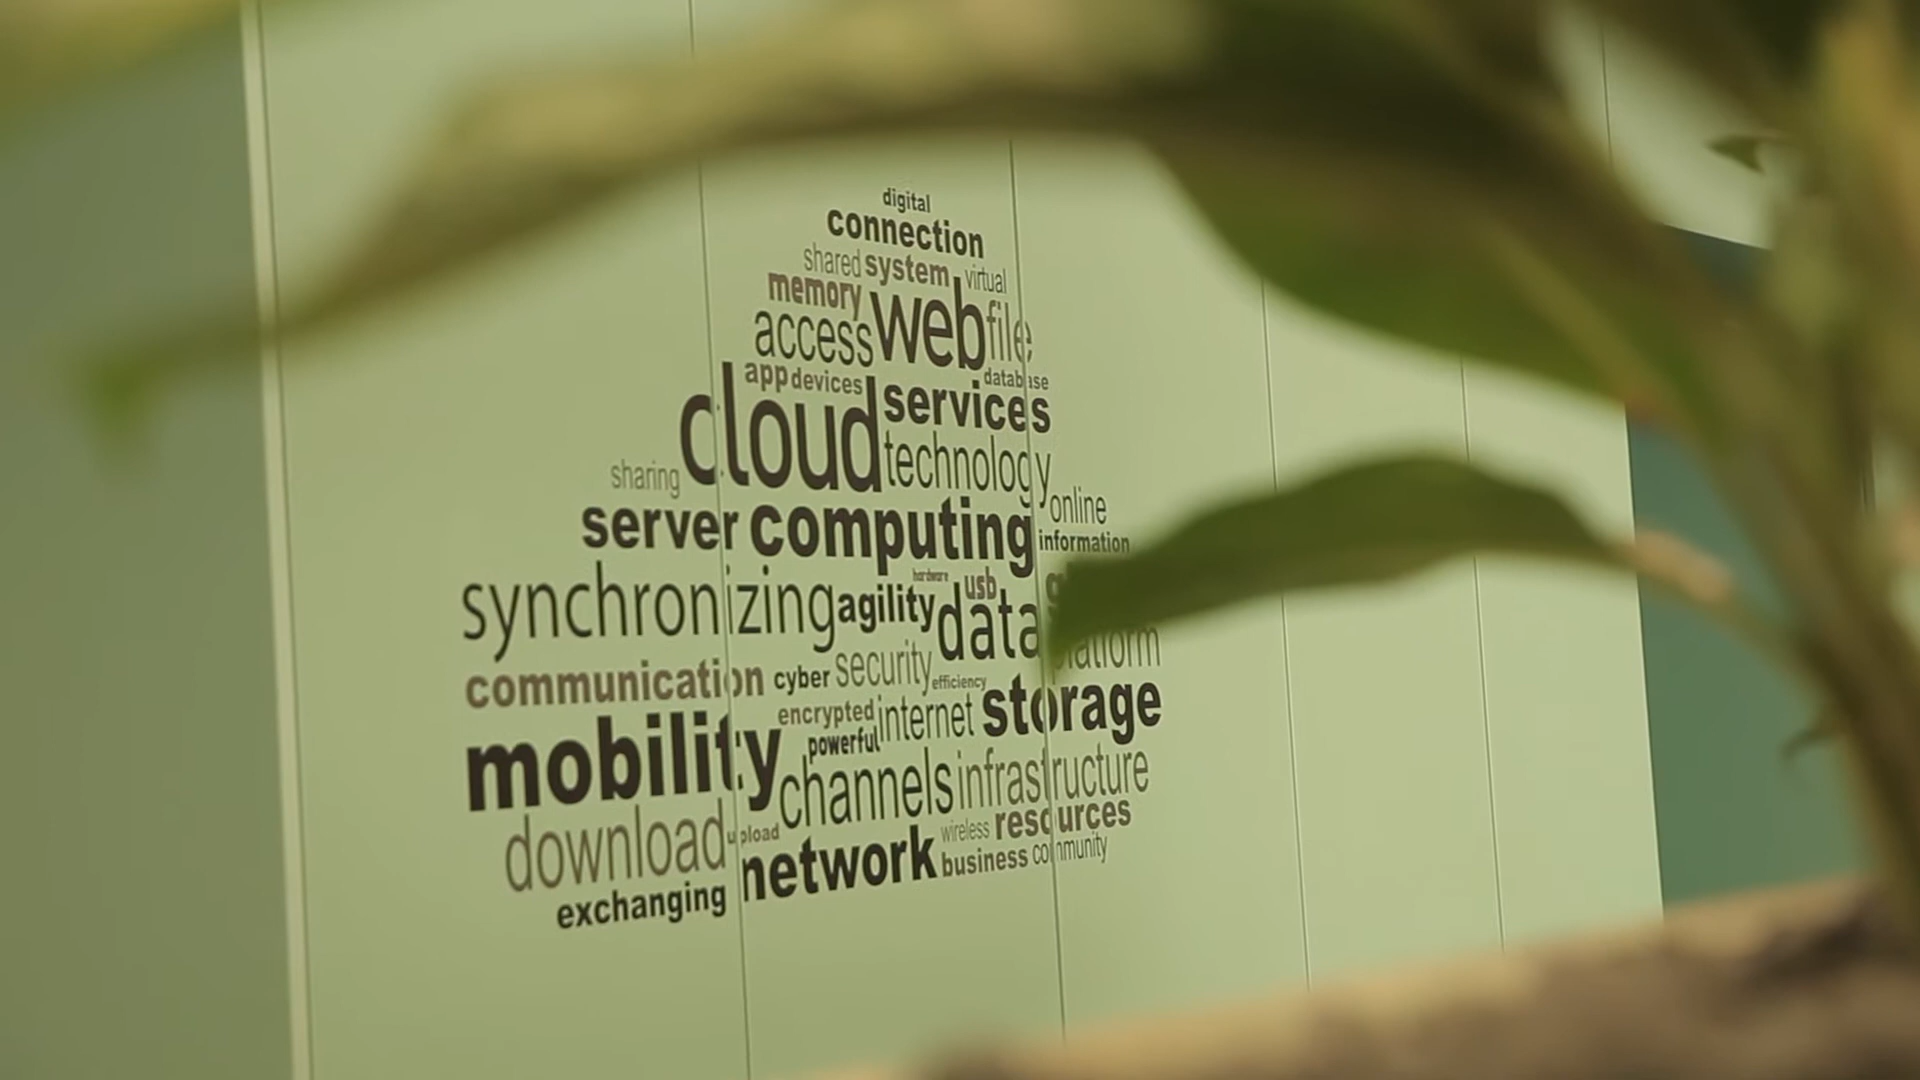 digital
connection
shared system virtual
memory
access web file
app devices database
cloud services
technology
sharing
online
server computing information
hardware usb
synchronizing agility data
platform
communication cyber security efficiency
encrypted internet storage
mobility powerful
channels infrastructure
download upload wireless resources
network business community
exchanging